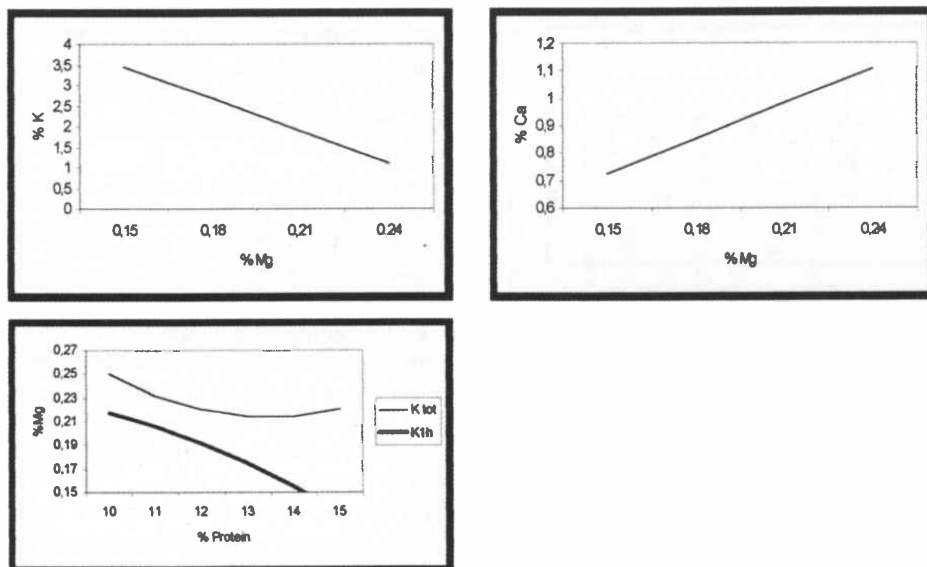 4
3,5
3
2,5
2
1,5
1
0,5
0
% K
0,15 0,18 0,21 0,24
% Mg
1,2
1,1
1
0,9
0,8
0,7
0,6
% Ca
0,15 0,18 0,21 0,24
% Mg
0,27
0,25
0,23
0,21
0,19
0,17
0,15
%Mg
10 11 12 13 14 15
% Protein
K tot
K1h